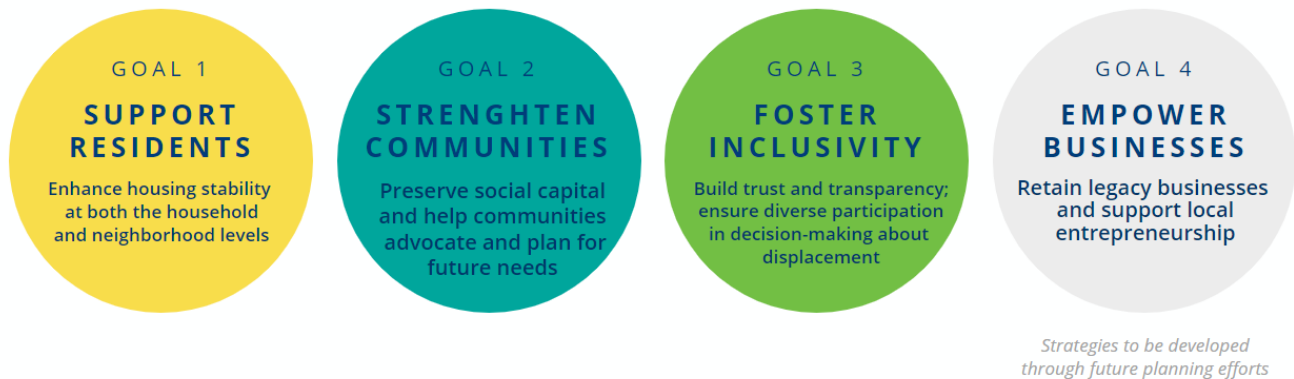 GOAL 1
SUPPORT
RESIDENTS
Enhance housing stability
at both the household
and neighborhood levels
GOAL 2
STRENGHTEN
COMMUNITIES
Preserve social capital
and help communities
advocate and plan for
future needs
GOAL 3
FOSTER
INCLUSIVITY
Build trust and transparency;
ensure diverse participation
in decision-making about
displacement
GOAL 4
EMPOWER
BUSINESSES
Retain legacy businesses
and support local
entrepreneurship
Strategies to be developed
through future planning efforts